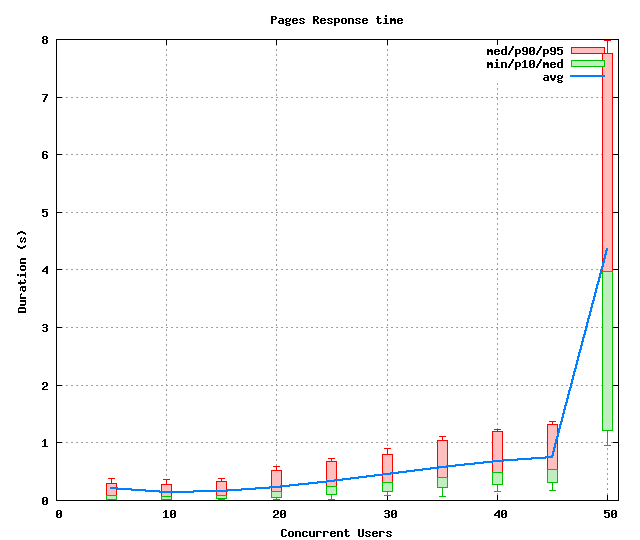 Pages Response time
med/p90/p95
min/p10/med
avg
8
7
6
5
4
3
2
1
0
Duration (s)
0 10 20 30 40 50
Concurrent Users